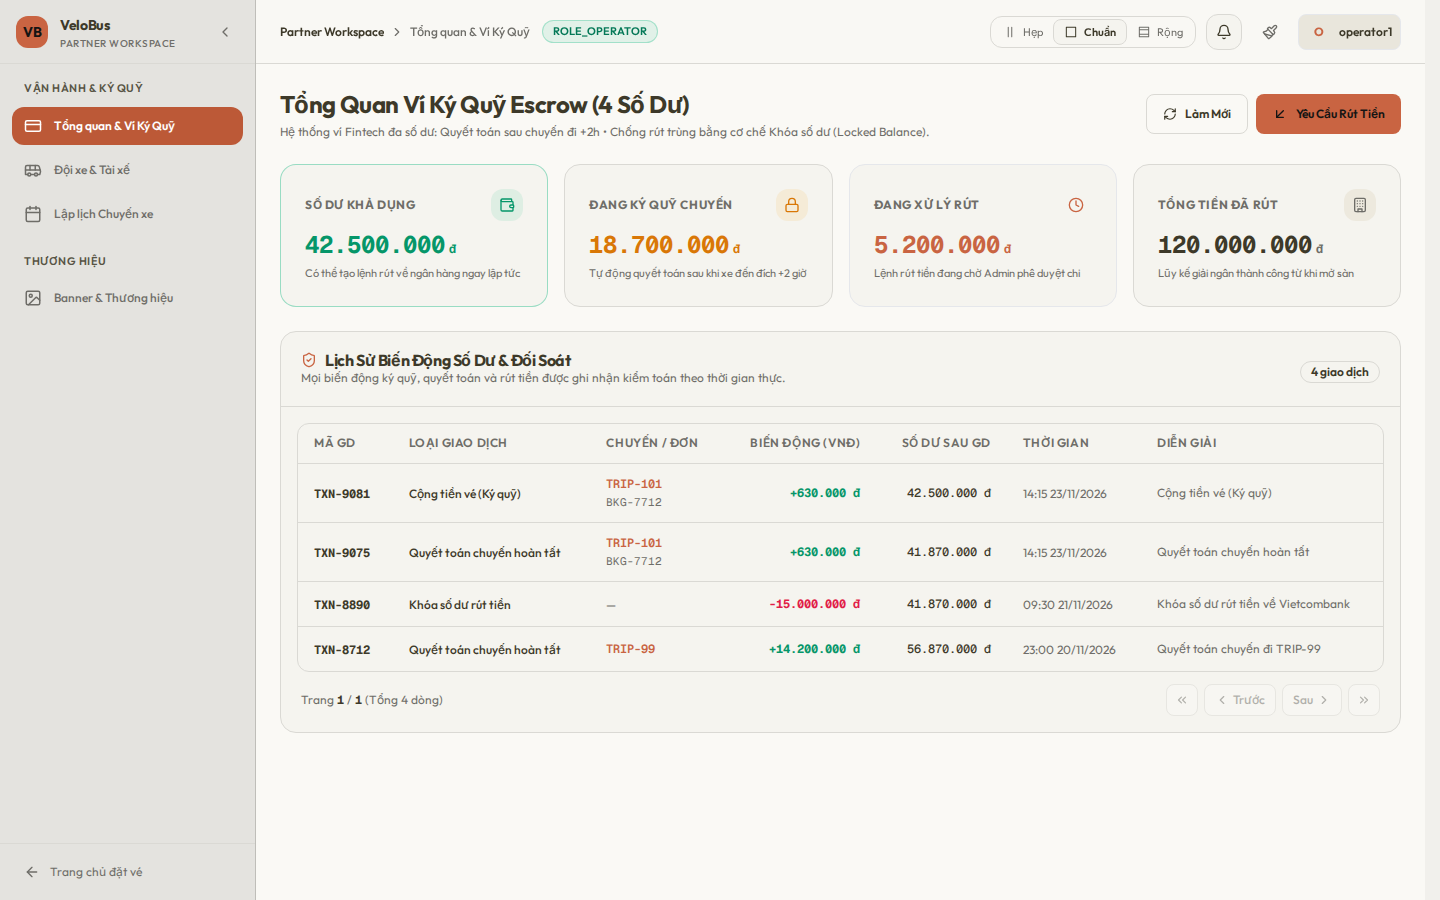 VB
VeloBus
PARTNER WORKSPACE
VẬN HÀNH & KÝ QUỸ
Tổng quan & Ví Ký Quỹ
Đội xe & Tài xế
Lập lịch Chuyến xe
THƯƠNG HIỆU
Banner & Thương hiệu
Trang chủ đặt vé
Partner Workspace > Tổng quan & Ví Ký Quỹ ROLE_OPERATOR
Hẹp Chuẩn Rộng operator1
Tổng Quan Ví Ký Quỹ Escrow (4 Số Dư)
Hệ thống ví Fintech đa số dư: Quyết toán sau chuyến đi +2h • Chống rút trùng bằng cơ chế Khóa số dư (Locked Balance).
Làm Mới Yêu Cầu Rút Tiền
SỐ DƯ KHẢ DỤNG
42.500.000 đ
Có thể tạo lệnh rút về ngân hàng ngay lập tức
ĐANG KÝ QUỸ CHUYẾN
18.700.000 đ
Tự động quyết toán sau khi xe đến đích +2 giờ
ĐANG XỬ LÝ RÚT
5.200.000 đ
Lệnh rút tiền đang chờ Admin phê duyệt chi
TỔNG TIỀN ĐÃ RÚT
120.000.000 đ
Lũy kế giải ngân thành công từ khi mở sàn
Lịch Sử Biến Động Số Dư & Đối Soát
Mọi biến động ký quỹ, quyết toán và rút tiền được ghi nhận kiểm toán theo thời gian thực.
4 giao dịch
MÃ GD LOẠI GIAO DỊCH CHUYẾN / ĐƠN BIẾN ĐỘNG (VNĐ) SỐ DƯ SAU GD THỜI GIAN DIỄN GIẢI
TXN-9081 Cộng tiền vé (Ký quỹ) TRIP-101 BKG-7712 +630.000 đ 42.500.000 đ 14:15 23/11/2026 Cộng tiền vé (Ký quỹ)
TXN-9075 Quyết toán chuyến hoàn tất TRIP-101 BKG-7712 +630.000 đ 41.870.000 đ 14:15 23/11/2026 Quyết toán chuyến hoàn tất
TXN-8890 Khóa số dư rút tiền — -15.000.000 đ 41.870.000 đ 09:30 21/11/2026 Khóa số dư rút tiền về Vietcombank
TXN-8712 Quyết toán chuyến hoàn tất TRIP-99 +14.200.000 đ 56.870.000 đ 23:00 20/11/2026 Quyết toán chuyến đi TRIP-99
Trang 1 / 1 (Tổng 4 dòng)
« ‹ Trước Sau › »